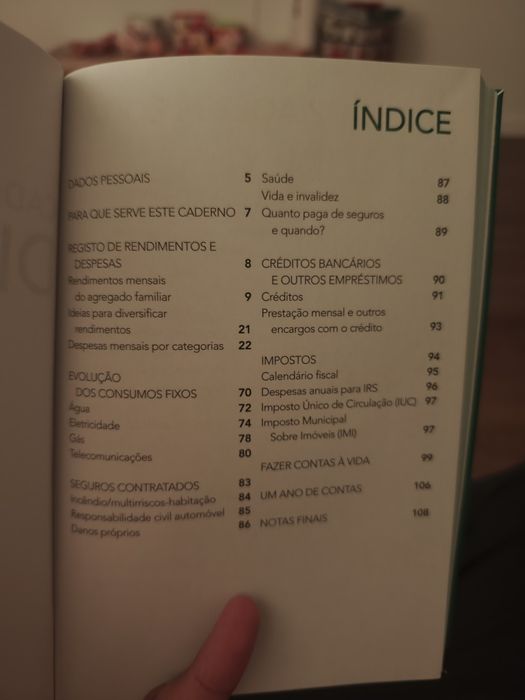 ÍNDICE
DADOS PESSOAIS 5
PARA QUE SERVE ESTE CADERNO 7
REGISTO DE RENDIMENTOS E
DESPESAS 8
Rendimentos mensais
do agregado familiar 9
Ideias para diversificar
rendimentos 21
Despesas mensais por categorias 22
EVOLUÇÃO
DOS CONSUMOS FIXOS 70
Água 72
Eletricidade 74
Gás 78
Telecomunicações 80
SEGUROS CONTRATADOS 83
Incêndio/multirriscos-habitação 84
Responsabilidade civil automóvel 85
Danos próprios 86
Saúde 87
Vida e invalidez 88
Quanto paga de seguros
e quando? 89
CRÉDITOS BANCÁRIOS
E OUTROS EMPRÉSTIMOS 90
Créditos 91
Prestação mensal e outros
encargos com o crédito 93
IMPOSTOS 94
Calendário fiscal 95
Despesas anuais para IRS 96
Imposto Único de Circulação (IUC) 97
Imposto Municipal
Sobre Imóveis (IMI) 97
FAZER CONTAS À VIDA 99
UM ANO DE CONTAS 106
NOTAS FINAIS 108